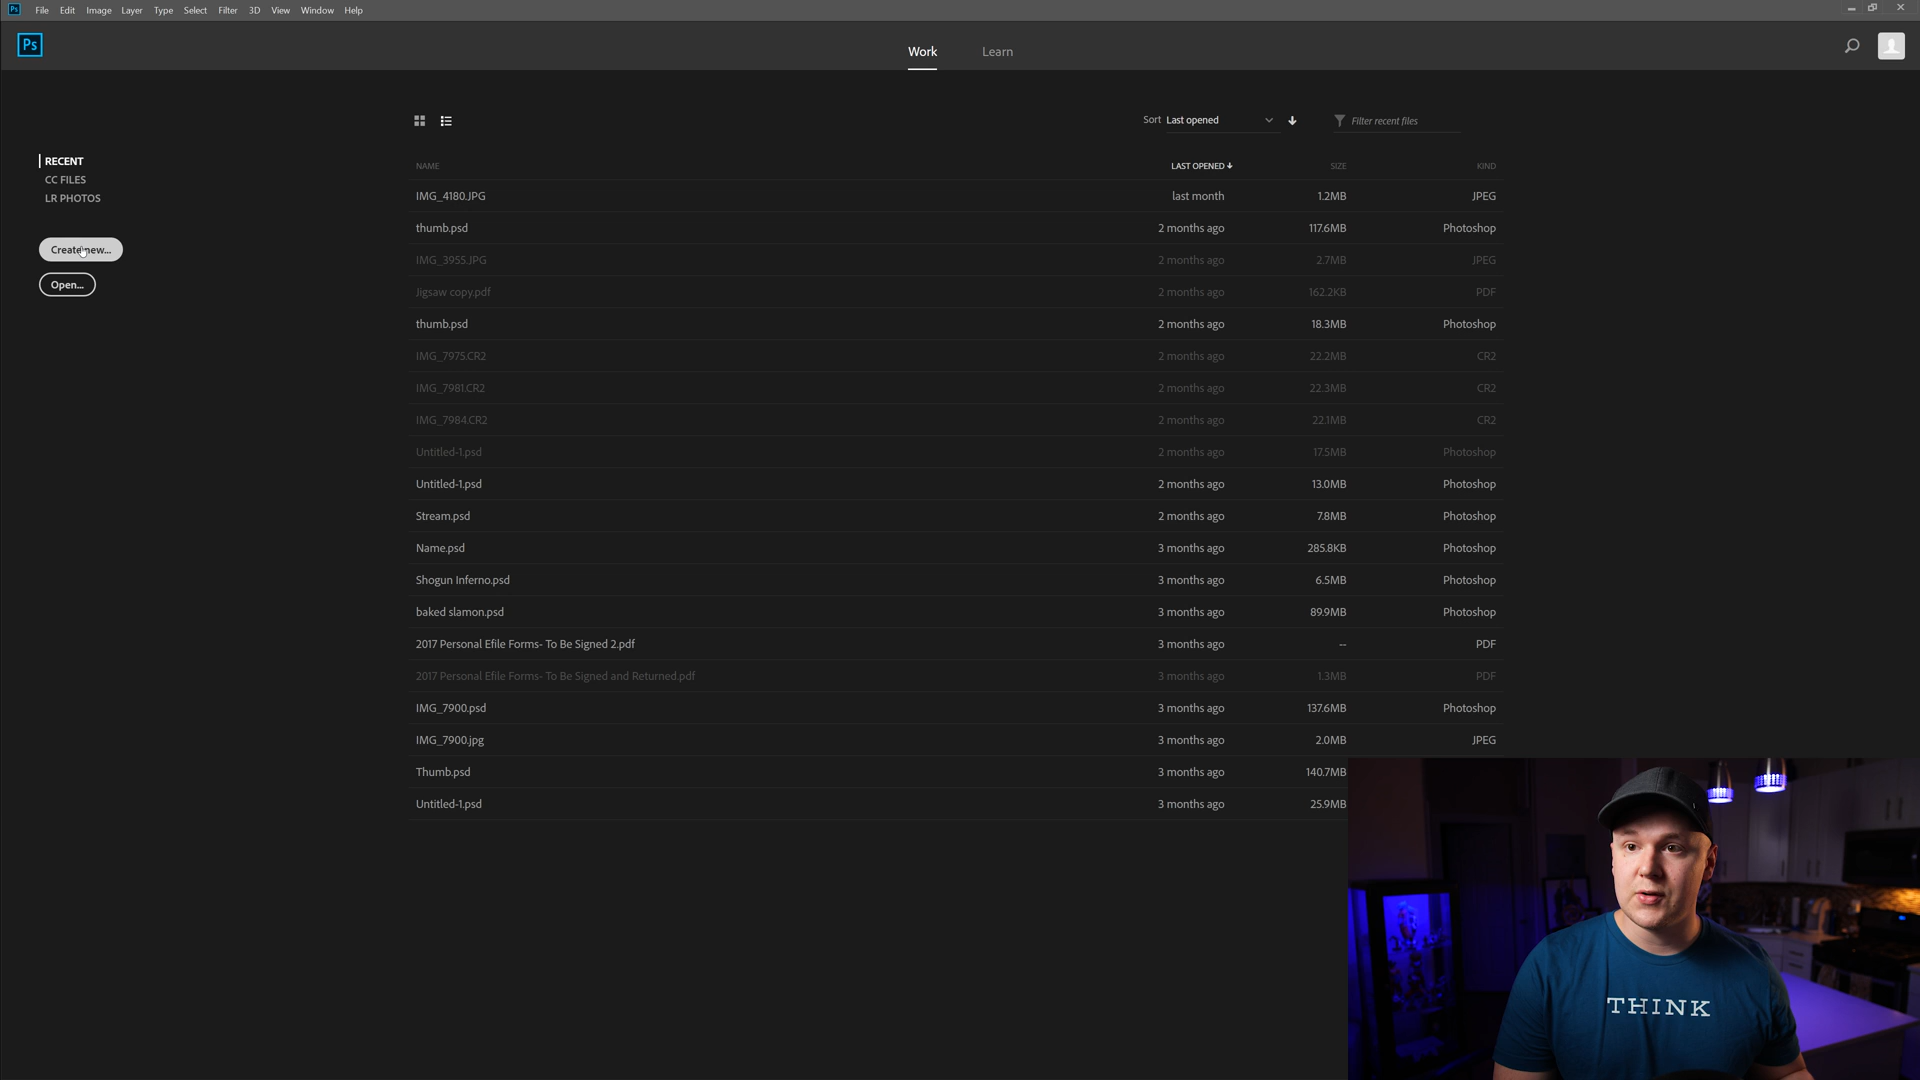 Ps File Edit Image Layer Type Select Filter 3D View Window Help
Ps Work Learn
Sort Last opened Filter recent files
RECENT
CC FILES
LR PHOTOS
Create new...
Open...
NAME LAST OPENED SIZE KIND
IMG_4180.JPG last month 1.2MB JPEG
thumb.psd 2 months ago 117.6MB Photoshop
IMG_3955.JPG 2 months ago 2.7MB JPEG
Jigsaw copy.pdf 2 months ago 162.2KB PDF
thumb.psd 2 months ago 18.3MB Photoshop
IMG_7975.CR2 2 months ago 22.2MB CR2
IMG_7981.CR2 2 months ago 22.3MB CR2
IMG_7984.CR2 2 months ago 22.1MB CR2
Untitled-1.psd 2 months ago 17.5MB Photoshop
Untitled-1.psd 2 months ago 13.0MB Photoshop
Stream.psd 2 months ago 7.8MB Photoshop
Name.psd 3 months ago 285.8KB Photoshop
Shogun Inferno.psd 3 months ago 6.5MB Photoshop
baked slamon.psd 3 months ago 89.9MB Photoshop
2017 Personal Efile Forms- To Be Signed 2.pdf 3 months ago -- PDF
2017 Personal Efile Forms- To Be Signed and Returned.pdf 3 months ago 1.3MB PDF
IMG_7900.psd 3 months ago 137.6MB Photoshop
IMG_7900.jpg 3 months ago 2.0MB JPEG
Thumb.psd 3 months ago 140.7MB
Untitled-1.psd 3 months ago 25.9MB
THINK